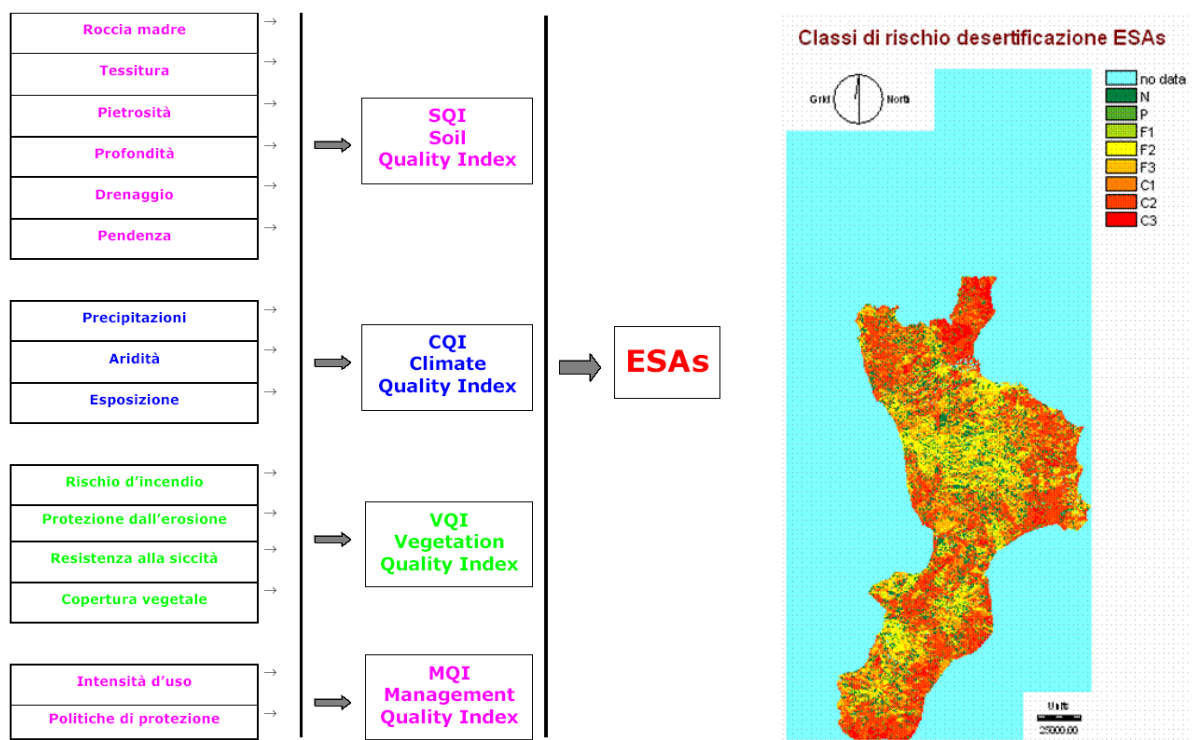 Roccia madre
Tessitura
Pietrosità
Profondità
Drenaggio
Pendenza
SQI
Soil
Quality Index
Precipitazioni
Aridità
Esposizione
CQI
Climate
Quality Index
Rischio d'incendio
Protezione dall'erosione
Resistenza alla siccità
Copertura vegetale
VQI
Vegetation
Quality Index
Intensità d'uso
Politiche di protezione
MQI
Management
Quality Index
ESAs
Classi di rischio desertificazione ESAs
Grid North
no data
N
P
F1
F2
F3
C1
C2
C3
Units
25000.00